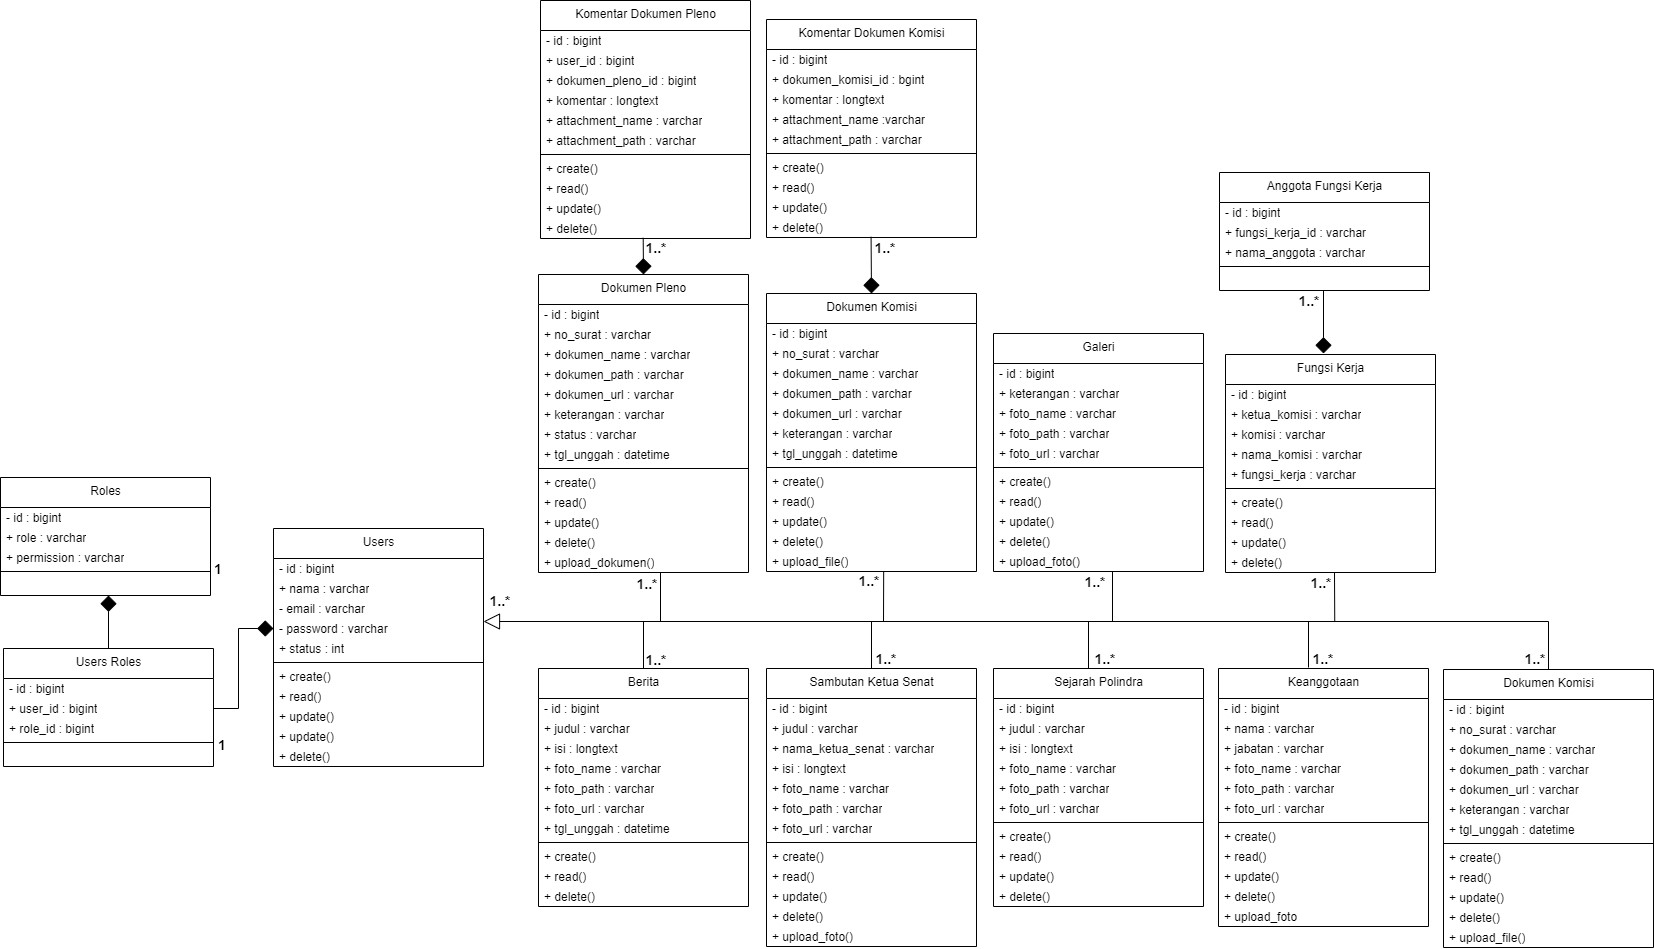 Komentar Dokumen Pleno
- id : bigint
+ user_id : bigint
+ dokumen_pleno_id : bigint
+ komentar : longtext
+ attachment_name : varchar
+ attachment_path : varchar
+ create()
+ read()
+ update()
+ delete()
1..*
Komentar Dokumen Komisi
- id : bigint
+ dokumen_komisi_id : bgint
+ komentar : longtext
+ attachment_name :varchar
+ attachment_path : varchar
+ create()
+ read()
+ update()
+ delete()
1..*
Anggota Fungsi Kerja
- id : bigint
+ fungsi_kerja_id : varchar
+ nama_anggota : varchar
1..*
Dokumen Pleno
- id : bigint
+ no_surat : varchar
+ dokumen_name : varchar
+ dokumen_path : varchar
+ dokumen_url : varchar
+ keterangan : varchar
+ status : varchar
+ tgl_unggah : datetime
+ create()
+ read()
+ update()
+ delete()
+ upload_dokumen()
1..*
Dokumen Komisi
- id : bigint
+ no_surat : varchar
+ dokumen_name : varchar
+ dokumen_path : varchar
+ dokumen_url : varchar
+ keterangan : varchar
+ tgl_unggah : datetime
+ create()
+ read()
+ update()
+ delete()
+ upload_file()
1..*
Galeri
- id : bigint
+ keterangan : varchar
+ foto_name : varchar
+ foto_path : varchar
+ foto_url : varchar
+ create()
+ read()
+ update()
+ delete()
+ upload_foto()
1..*
Fungsi Kerja
- id : bigint
+ ketua_komisi : varchar
+ komisi : varchar
+ nama_komisi : varchar
+ fungsi_kerja : varchar
+ create()
+ read()
+ update()
+ delete()
1..*
Roles
- id : bigint
+ role : varchar
+ permission : varchar
1
Users Roles
- id : bigint
+ user_id : bigint
+ role_id : bigint
1
Users
- id : bigint
+ nama : varchar
- email : varchar
- password : varchar
+ status : int
+ create()
+ read()
+ update()
+ update()
+ delete()
1..*
1..*
Berita
- id : bigint
+ judul : varchar
+ isi : longtext
+ foto_name : varchar
+ foto_path : varchar
+ foto_url : varchar
+ tgl_unggah : datetime
+ create()
+ read()
+ delete()
1..*
Sambutan Ketua Senat
- id : bigint
+ judul : varchar
+ nama_ketua_senat : varchar
+ isi : longtext
+ foto_name : varchar
+ foto_path : varchar
+ foto_url : varchar
+ create()
+ read()
+ update()
+ delete()
+ upload_foto()
1..*
Sejarah Polindra
- id : bigint
+ judul : varchar
+ isi : longtext
+ foto_name : varchar
+ foto_path : varchar
+ foto_url : varchar
+ create()
+ read()
+ update()
+ delete()
1..*
Keanggotaan
- id : bigint
+ nama : varchar
+ jabatan : varchar
+ foto_name : varchar
+ foto_path : varchar
+ foto_url : varchar
+ create()
+ read()
+ update()
+ delete()
+ upload_foto
1..*
Dokumen Komisi
- id : bigint
+ no_surat : varchar
+ dokumen_name : varchar
+ dokumen_path : varchar
+ dokumen_url : varchar
+ keterangan : varchar
+ tgl_unggah : datetime
+ create()
+ read()
+ update()
+ delete()
+ upload_file()